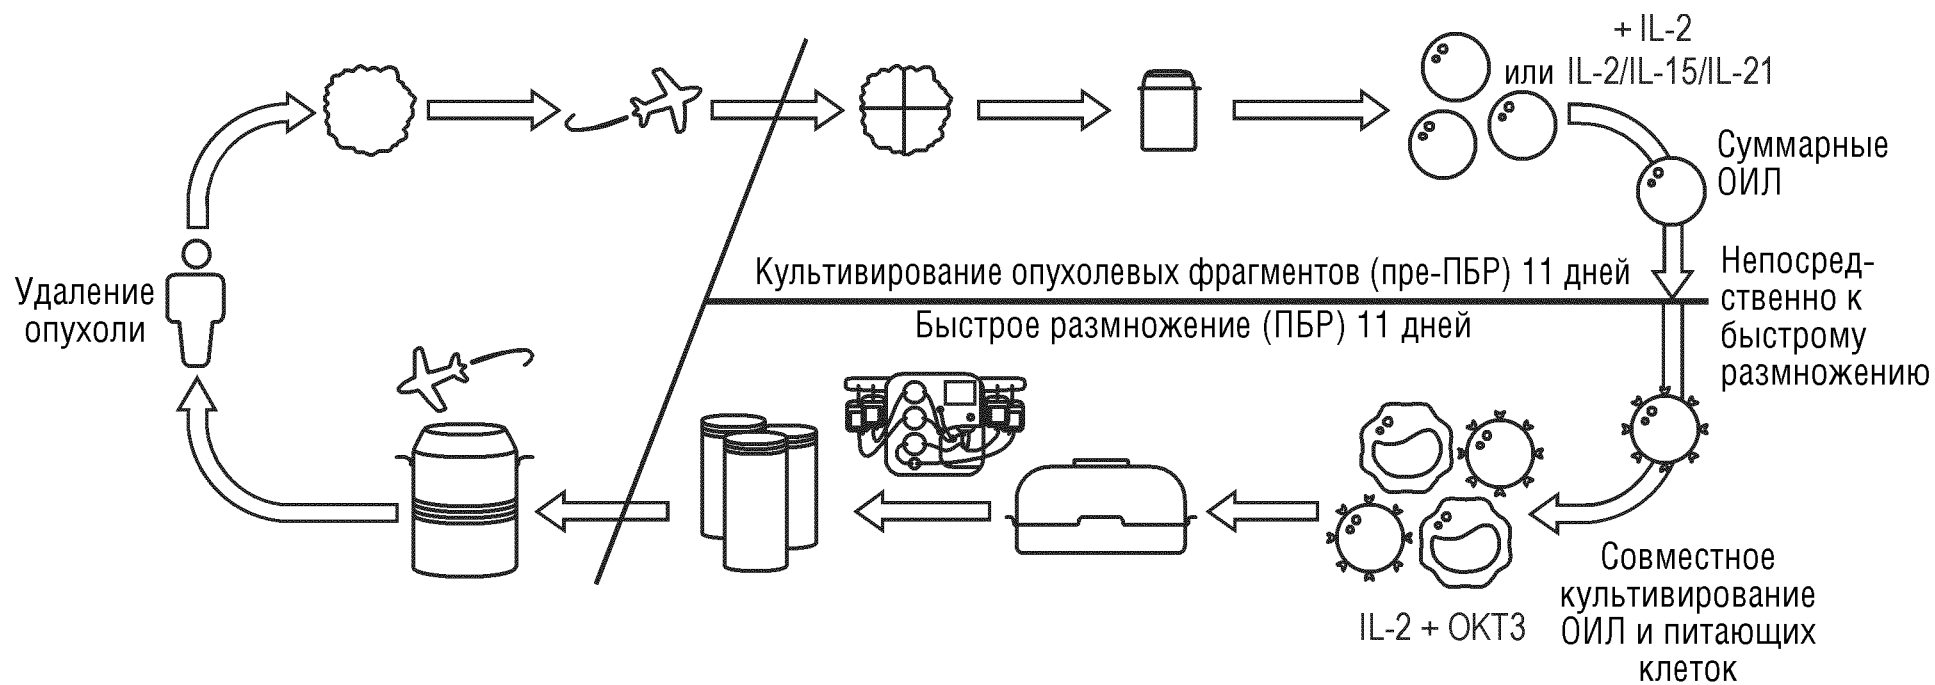 + IL-2
или IL-2/IL-15/IL-21
Суммарные
ОИЛ
Удаление
опухоли
Культивирование опухолевых фрагментов (пре-ПБР) 11 дней
Быстрое размножение (ПБР) 11 дней
Непосред-
ственно к
быстрому
размножению
IL-2 + OKT3
Совместное
культивирование
ОИЛ и питающих
клеток